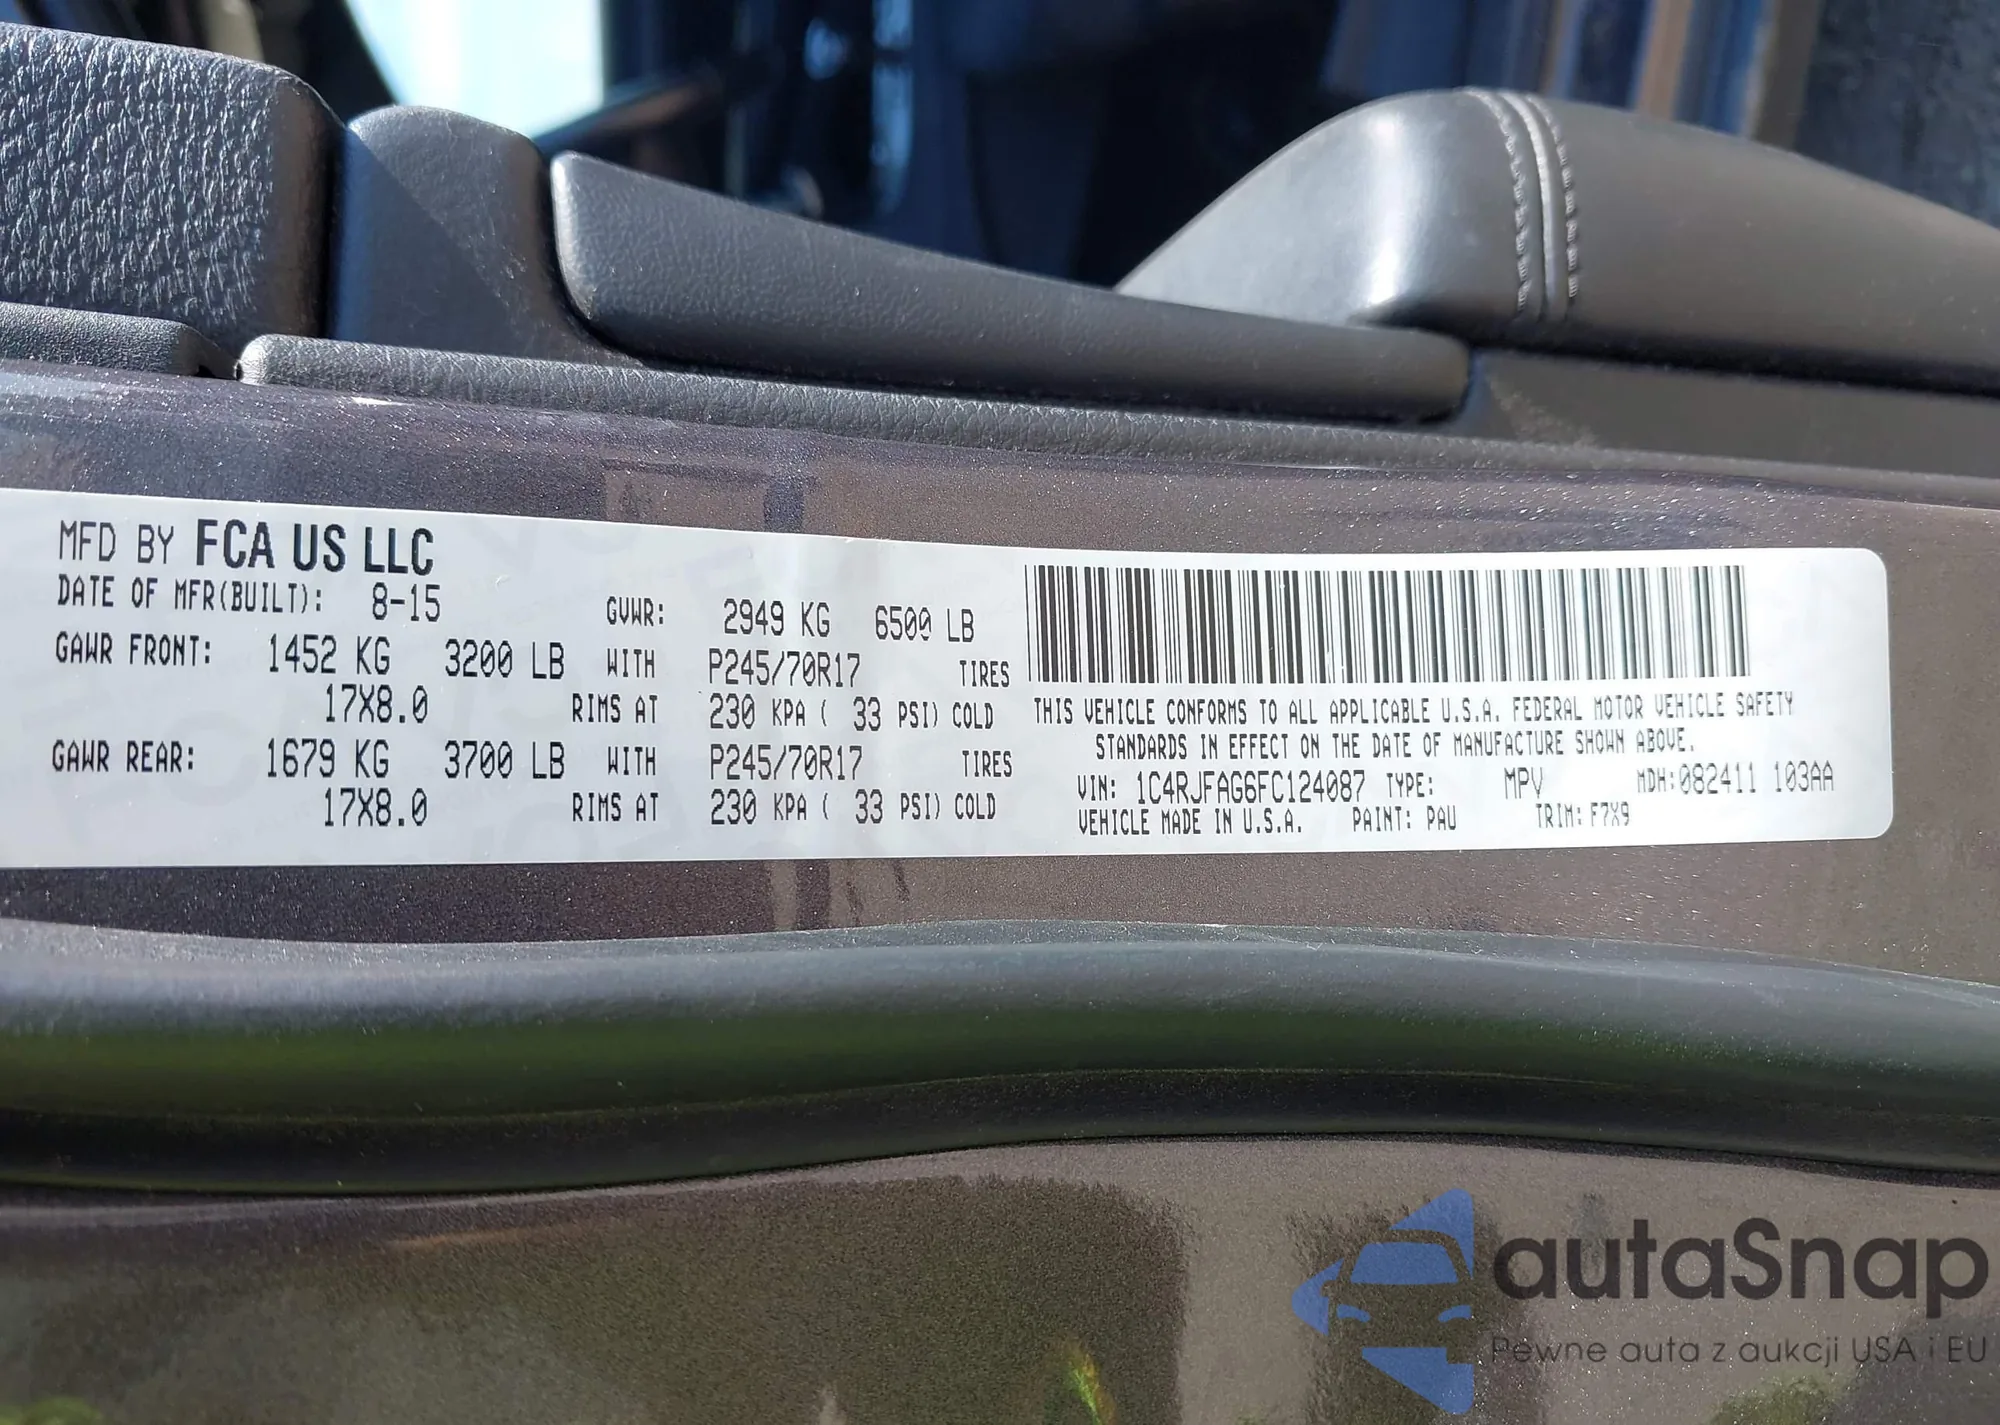 MFD BY FCA US LLC
DATE OF MFR(BUILT): 8-15 GVWR: 2949 KG 6500 LB
GAWR FRONT: 1452 KG 3200 LB WITH P245/70R17 TIRES
17X8.0 RIMS AT 230 KPA ( 33 PSI) COLD
GAWR REAR: 1679 KG 3700 LB WITH P245/70R17 TIRES
17X8.0 RIMS AT 230 KPA ( 33 PSI) COLD
THIS VEHICLE CONFORMS TO ALL APPLICABLE U.S.A. FEDERAL MOTOR VEHICLE SAFETY
STANDARDS IN EFFECT ON THE DATE OF MANUFACTURE SHOWN ABOVE.
VIN: 1C4RJFAG6FC124087 TYPE: MPV MDH:082411 103AA
VEHICLE MADE IN U.S.A. PAINT: PAU TRIM: F7X9
autaSnap
Pewne auta z aukcji USA i EU